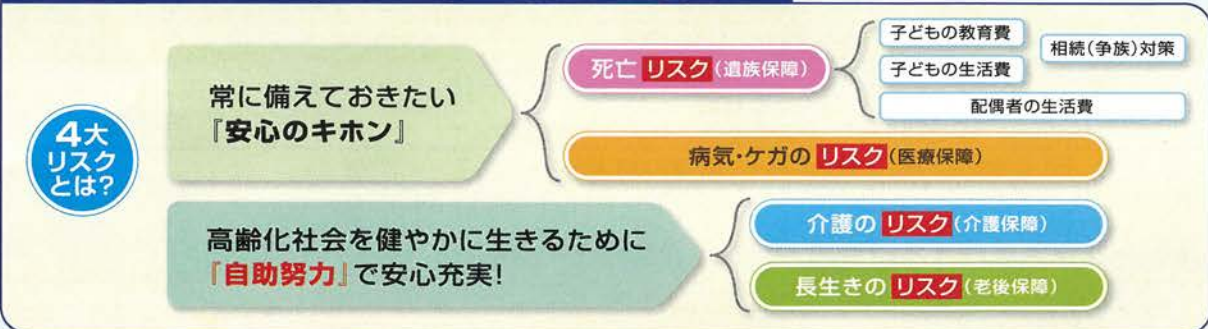 4大
リスク
とは?
常に備えておきたい
『安心のキホン』
死亡 リスク(遺族保障)
子どもの教育費
子どもの生活費
相続(争族)対策
配偶者の生活費
病気・ケガの リスク(医療保障)
高齢化社会を健やかに生きるために
『自助努力』で安心充実!
介護の リスク(介護保障)
長生きの リスク(老後保障)